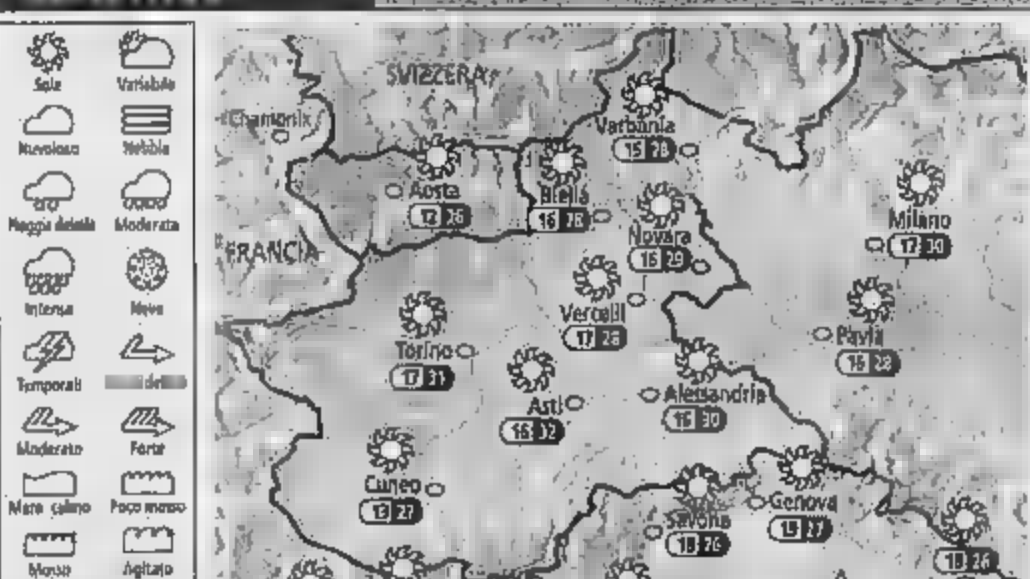 Sole Variabile
Nuvoloso Nebbia
Pioggia debole Moderata
Intensa Neve
Temporali debole
Moderato Forte
Mare calmo Poco mosso
Mosso Agitato
SVIZZERA
Chamonix
Verbania
15 28
Aosta
12 26
Biella
16 28
Novara
16 29
Milano
17 30
FRANCIA
Vercelli
17 28
Torino
17 31
Pavia
16 28
Asti
16 32
Alessandria
16 30
Cuneo
13 27
Savona
18 26
Genova
19 27
18 26